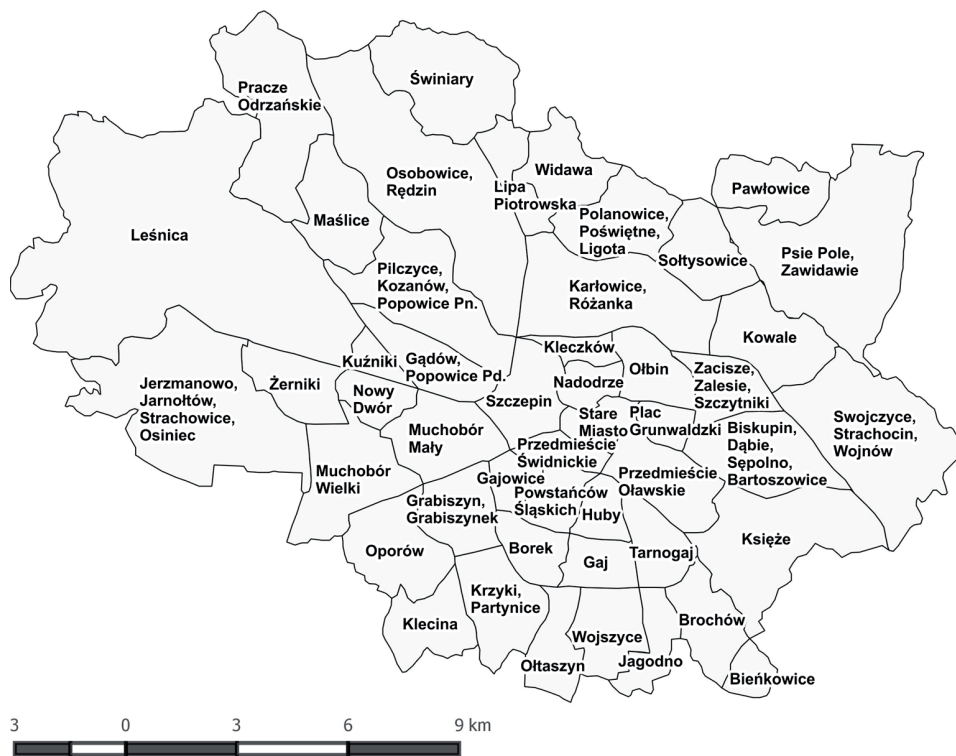 Świniary
Pracze
Odrzańskie
Osobowice,
Rędzin
Widawa
Lipa
Piotrowska
Pawłowice
Maślice
Polanowice,
Poświętne,
Ligota
Leśnica
Sołtysowice
Psie Pole,
Zawidawie
Pilczyce,
Kozanów,
Popowice Pn.
Karłowice,
Różanka
Kowale
Kleczków
Kuźniki
Gądów,
Popowice Pd.
Ołbin
Zacisze,
Zalesie,
Szczytniki
Jerzmanowo,
Jarnołtów,
Strachowice,
Osiniec
Żerniki
Nowy
Dwór
Nadodrze
Szczepin
Stare
Miasto
Plac
Grunwaldzki
Swojczyce,
Strachocin,
Wojnów
Muchobór
Mały
Biskupin,
Dąbie,
Sępolno,
Bartoszowice
Przedmieście
Świdnickie
Muchobór
Wielki
Gajowice
Przedmieście
Oławskie
Grabiszyn,
Grabiszynek
Powstańców
Śląskich
Huby
Księże
Oporów
Borek
Gaj
Tarnogaj
Krzyki,
Partynice
Klecina
Brochów
Wojszyce
Ołtaszyn
Jagodno
Bieńkowice
3 0 3 6 9 km